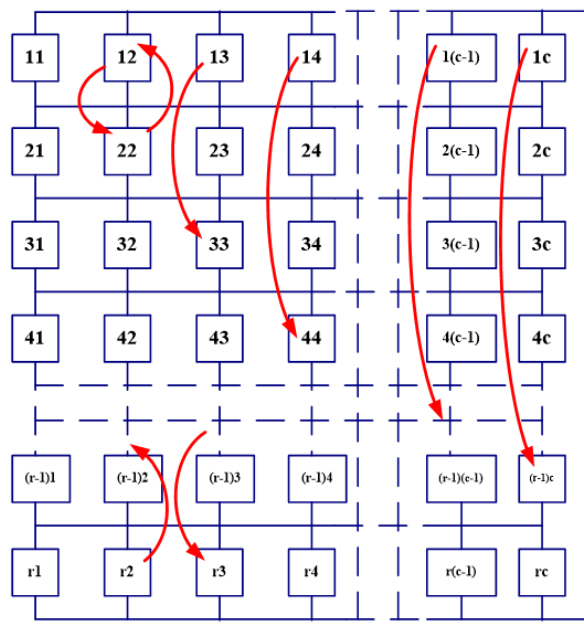 11 12 13 14 1(c-1) 1c
21 22 23 24 2(c-1) 2c
31 32 33 34 3(c-1) 3c
41 42 43 44 4(c-1) 4c
(r-1)1 (r-1)2 (r-1)3 (r-1)4 (r-1)(c-1) (r-1)c
r1 r2 r3 r4 r(c-1) rc